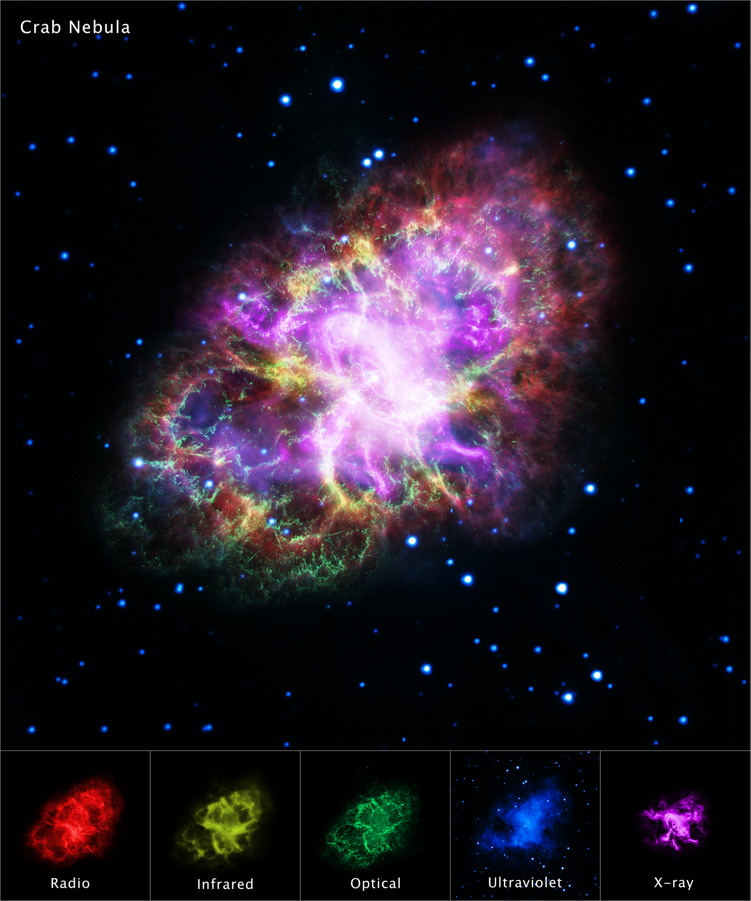 Crab Nebula
Radio
Infrared
Optical
Ultraviolet
X-ray